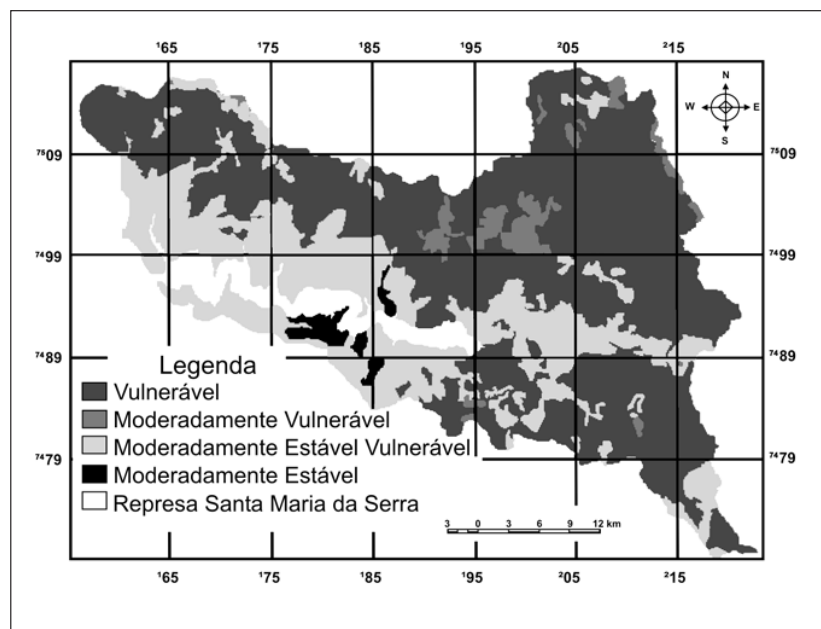 ¹65 ¹75 ¹85 ¹95 ²05 ²15
N
W E
S
⁷⁵09 ⁷⁵09
⁷⁴99 ⁷⁴99
⁷⁴89 ⁷⁴89
Legenda
Vulnerável
Moderadamente Vulnerável
Moderadamente Estável Vulnerável
⁷⁴79 ⁷⁴79
Moderadamente Estável
Represa Santa Maria da Serra
3 0 3 6 9 12 km
¹65 ¹75 ¹85 ¹95 ²05 ²15